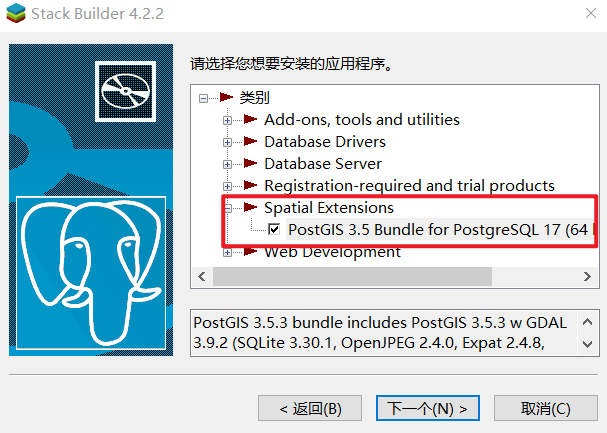 Stack Builder 4.2.2
请选择您想要安装的应用程序。
类别
Add-ons, tools and utilities
Database Drivers
Database Server
Registration-required and trial products
Spatial Extensions
PostGIS 3.5 Bundle for PostgreSQL 17 (64
Web Development
PostGIS 3.5.3 bundle includes PostGIS 3.5.3 w GDAL
3.9.2 (SQLite 3.30.1, OpenJPEG 2.4.0, Expat 2.4.8,
< 返回(B)
下一个(N) >
取消(C)